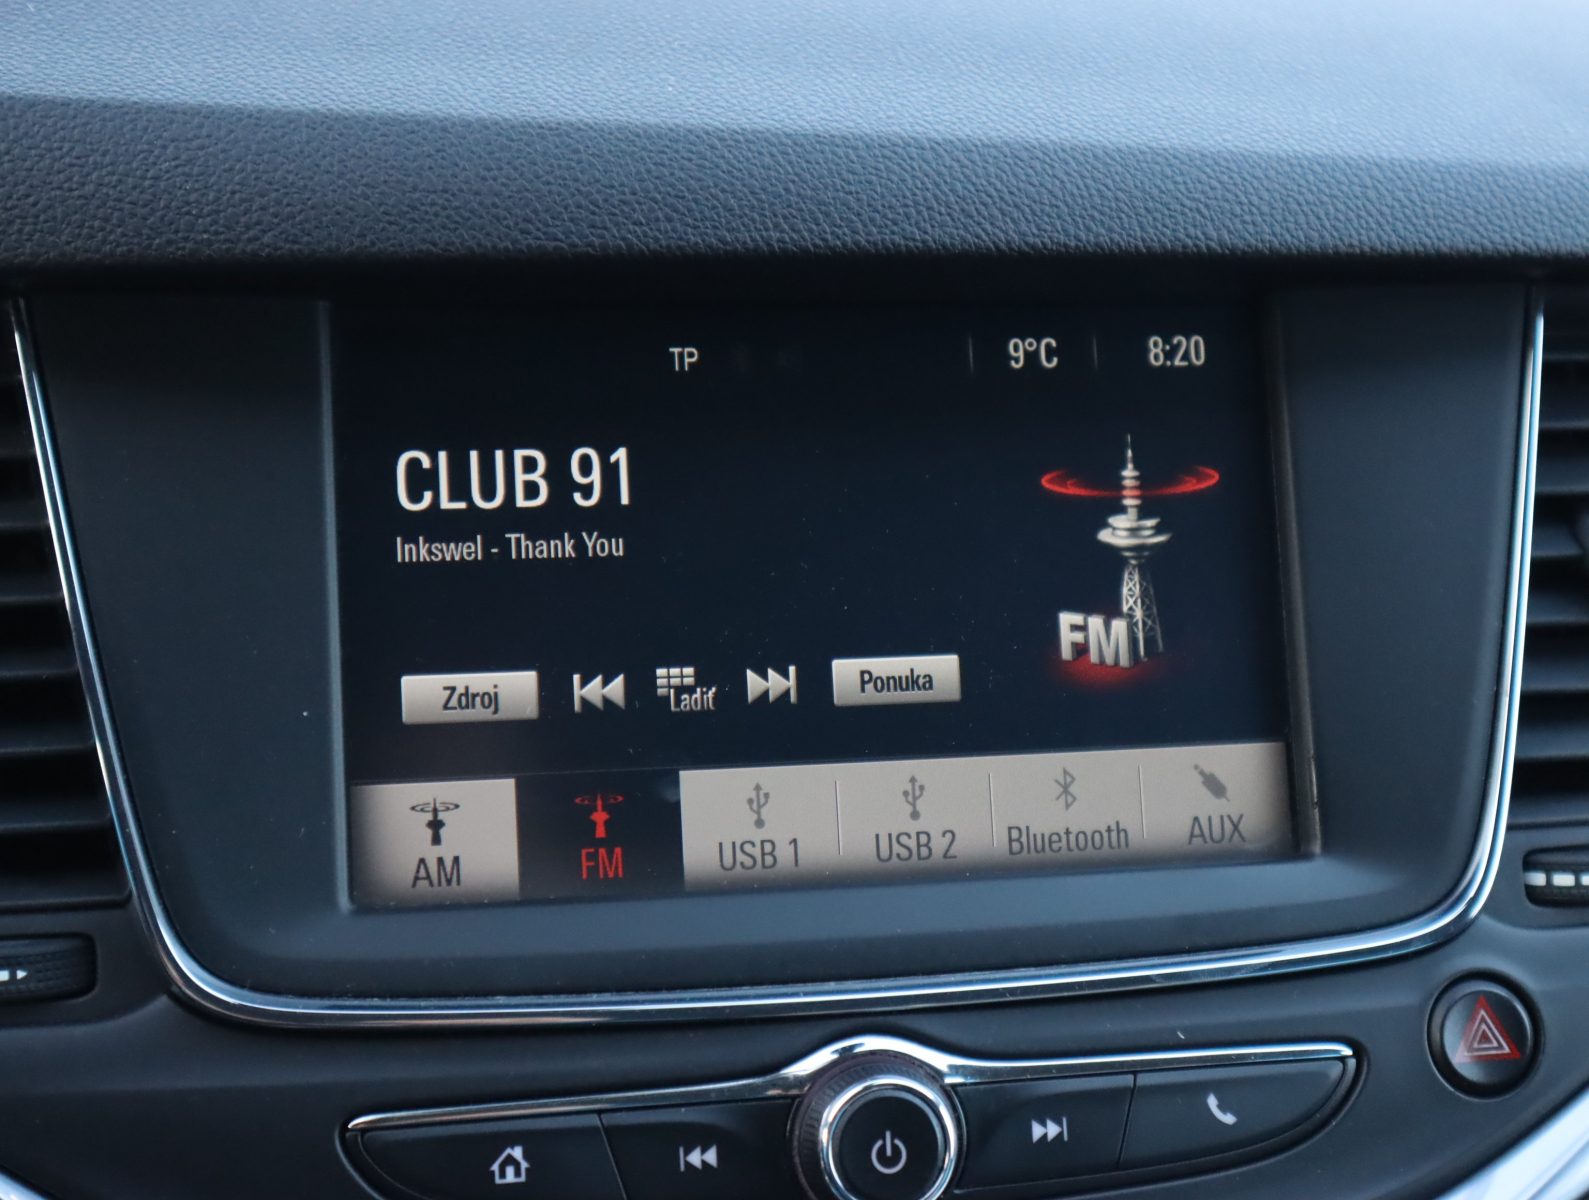 TP 9°C 8:20
CLUB 91
Inkswel - Thank You
FM
Zdroj Ladiť Ponuka
AM FM USB 1 USB 2 Bluetooth AUX